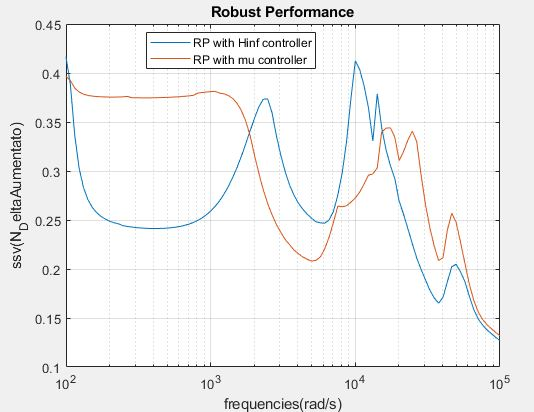 Robust Performance
RP with Hinf controller
RP with mu controller
ssv(N_DeltaAumentato)
0.45
0.4
0.35
0.3
0.25
0.2
0.15
0.1
10^2 10^3 10^4 10^5
frequencies(rad/s)